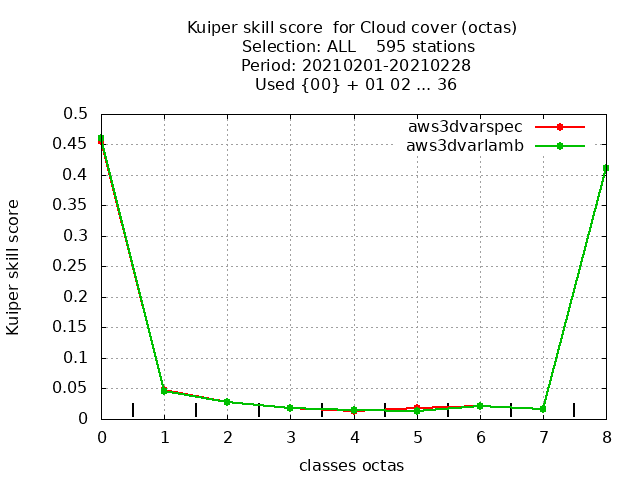 Kuiper skill score  for Cloud cover (octas)
Selection: ALL    595 stations
Period: 20210201-20210228
Used {00} + 01 02 ... 36
aws3dvarspec
aws3dvarlamb
0.5
0.45
0.4
0.35
0.3
0.25
0.2
0.15
0.1
0.05
0
Kuiper skill score
0 1 2 3 4 5 6 7 8
classes octas